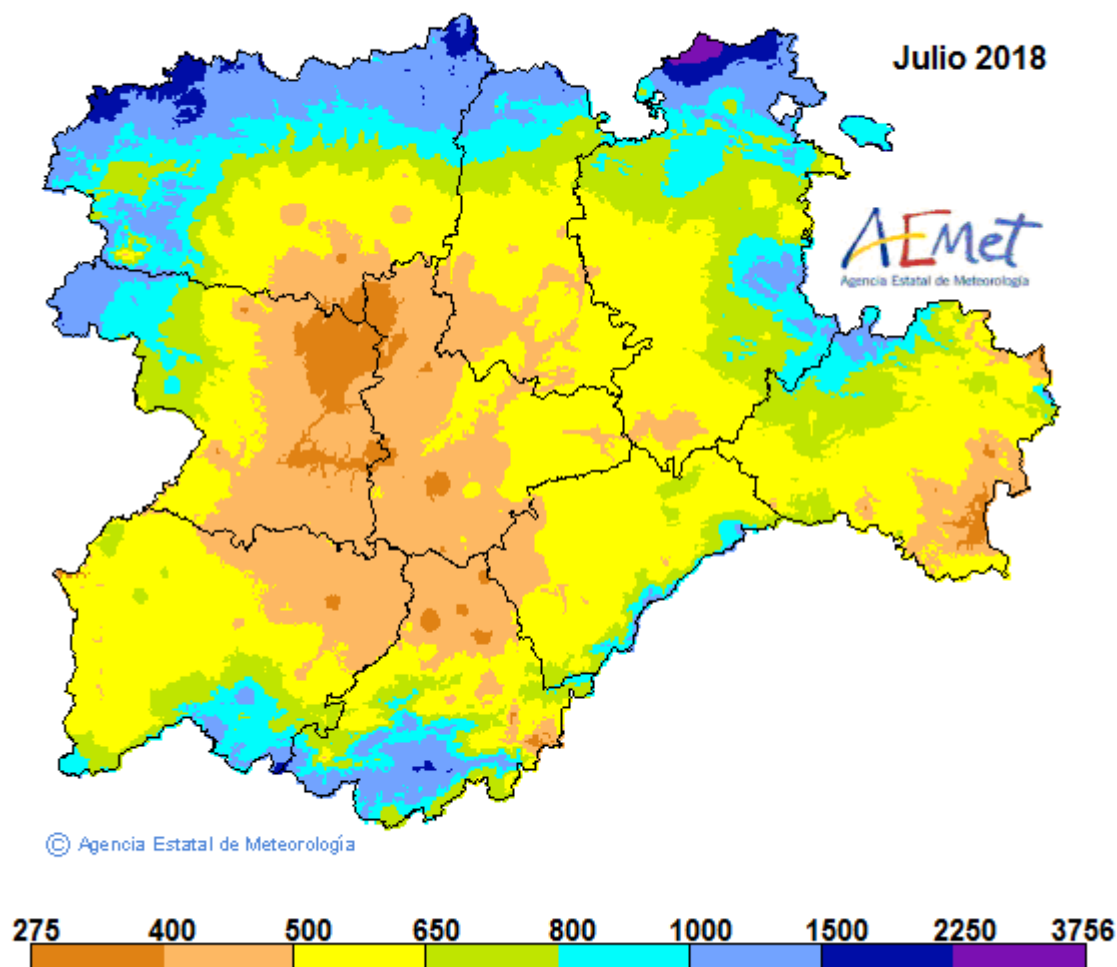 Julio 2018
AEMet
Agencia Estatal de Meteorología
© Agencia Estatal de Meteorología
275 400 500 650 800 1000 1500 2250 3756